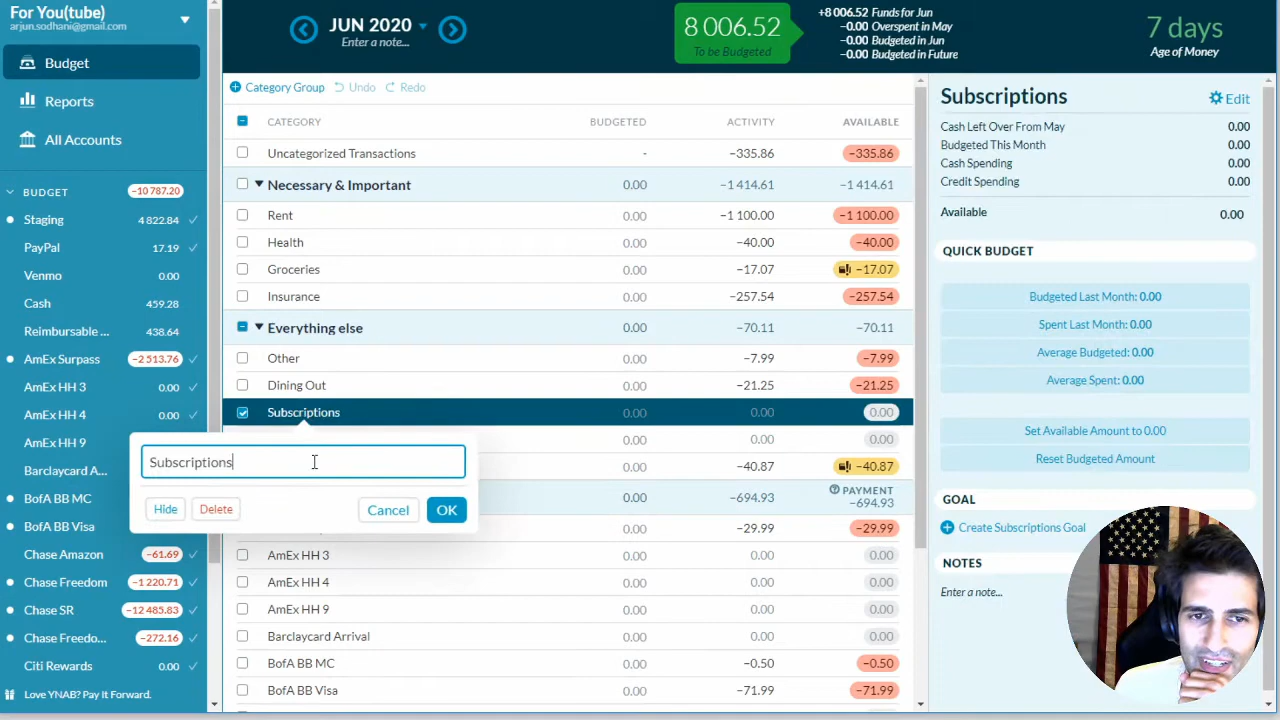 For You(tube)
arjun.sodhani@gmail.com
Budget
Reports
All Accounts
BUDGET −10 787.20
Staging 4 822.84
PayPal 17.19
Venmo 0.00
Cash 459.28
Reimbursable ... 438.64
AmEx Surpass −2 513.76
AmEx HH 3 0.00
AmEx HH 4 0.00
AmEx HH 9
Barclaycard A...
BofA BB MC
BofA BB Visa
Chase Amazon −61.69
Chase Freedom −1 220.71
Chase SR −12 485.83
Chase Freedo... −272.16
Citi Rewards 0.00
Love YNAB? Pay It Forward.
JUN 2020
Enter a note...
8 006.52
To be Budgeted
+8 006.52 Funds for Jun
−0.00 Overspent in May
−0.00 Budgeted in Jun
−0.00 Budgeted in Future
7 days
Age of Money
Category Group Undo Redo
CATEGORY BUDGETED ACTIVITY AVAILABLE
Uncategorized Transactions - −335.86 −335.86
Necessary & Important 0.00 −1 414.61 −1 414.61
Rent 0.00 −1 100.00 −1 100.00
Health 0.00 −40.00 −40.00
Groceries 0.00 −17.07 −17.07
Insurance 0.00 −257.54 −257.54
Everything else 0.00 −70.11 −70.11
Other 0.00 −7.99 −7.99
Dining Out 0.00 −21.25 −21.25
Subscriptions 0.00 0.00 0.00
0.00 0.00 0.00
0.00 −40.87 −40.87
0.00 −694.93 PAYMENT
−694.93
0.00 −29.99 −29.99
AmEx HH 3 0.00 0.00 0.00
AmEx HH 4 0.00 0.00 0.00
AmEx HH 9 0.00 0.00 0.00
Barclaycard Arrival 0.00 0.00 0.00
BofA BB MC 0.00 −0.50 −0.50
BofA BB Visa 0.00 −71.99 −71.99
Subscriptions
Hide Delete Cancel OK
Subscriptions Edit
Cash Left Over From May 0.00
Budgeted This Month 0.00
Cash Spending 0.00
Credit Spending 0.00
Available 0.00
QUICK BUDGET
Budgeted Last Month: 0.00
Spent Last Month: 0.00
Average Budgeted: 0.00
Average Spent: 0.00
Set Available Amount to 0.00
Reset Budgeted Amount
GOAL
Create Subscriptions Goal
NOTES
Enter a note...